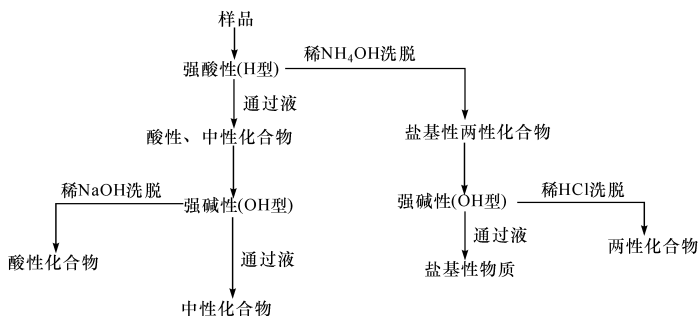 样品
稀NH₄OH洗脱
强酸性(H型)
通过液
酸性、中性化合物
盐基性两性化合物
稀NaOH洗脱
强碱性(OH型)
强碱性(OH型)
稀HCl洗脱
通过液
酸性化合物
通过液
两性化合物
盐基性物质
中性化合物